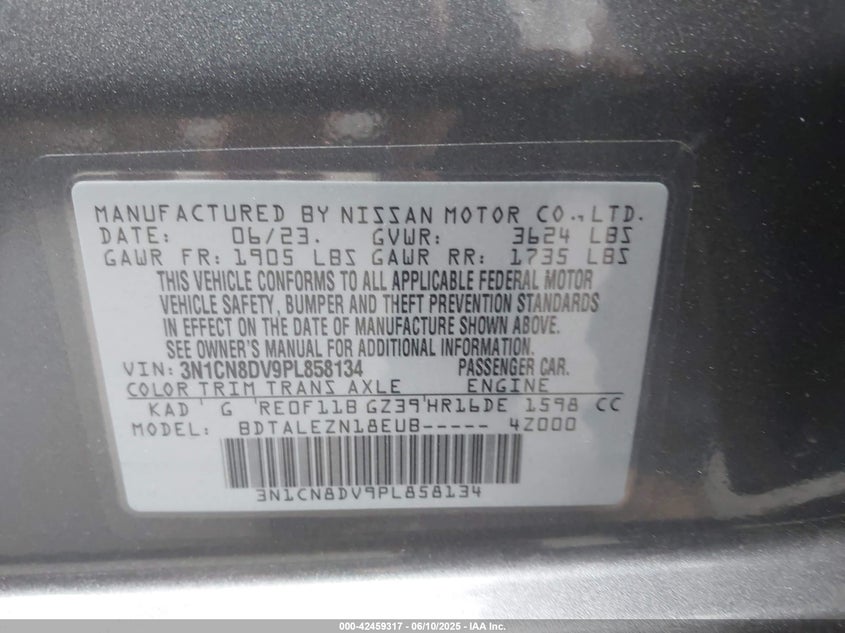 MANUFACTURED BY NISSAN MOTOR CO., LTD.
DATE: 06/23. GVWR: 3624 LBS
GAWR FR: 1905 LBS GAWR RR: 1735 LBS
THIS VEHICLE CONFORMS TO ALL APPLICABLE FEDERAL MOTOR
VEHICLE SAFETY, BUMPER AND THEFT PREVENTION STANDARDS
IN EFFECT ON THE DATE OF MANUFACTURE SHOWN ABOVE.
SEE OWNER'S MANUAL FOR ADDITIONAL INFORMATION.
VIN: 3N1CN8DV9PL858134 PASSENGER CAR.
COLOR TRIM TRANS AXLE ENGINE
KAD G RE0F11B GZ39 HR16DE 1598 CC
MODEL: BDTALEZN18EUB----- 4Z000
3N1CN8DV9PL858134
000-42459317 - 06/10/2025 - IAA Inc.